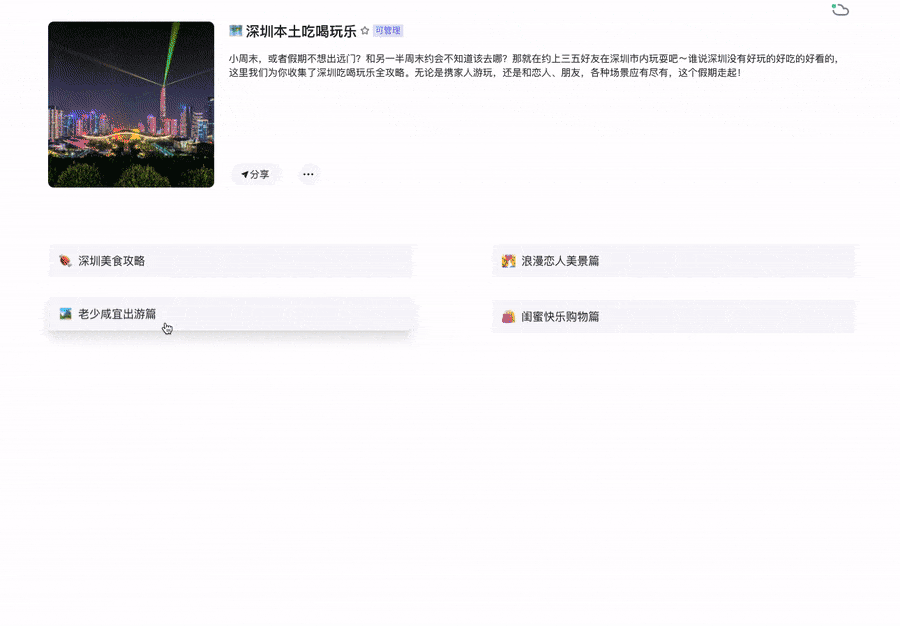 深圳本土吃喝玩乐 可管理
小周末，或者假期不想出远门？和另一半周末约会不知道该去哪？那就在约上三五好友在深圳市内玩耍吧～谁说深圳没有好玩的好吃的好看的，
这里我们为你收集了深圳吃喝玩乐全攻略，无论是携家人游玩，还是和恋人、朋友，各种场景应有尽有，这个假期走起！
分享
深圳美食攻略
浪漫恋人美景篇
老少咸宜出游篇
闺蜜快乐购物篇